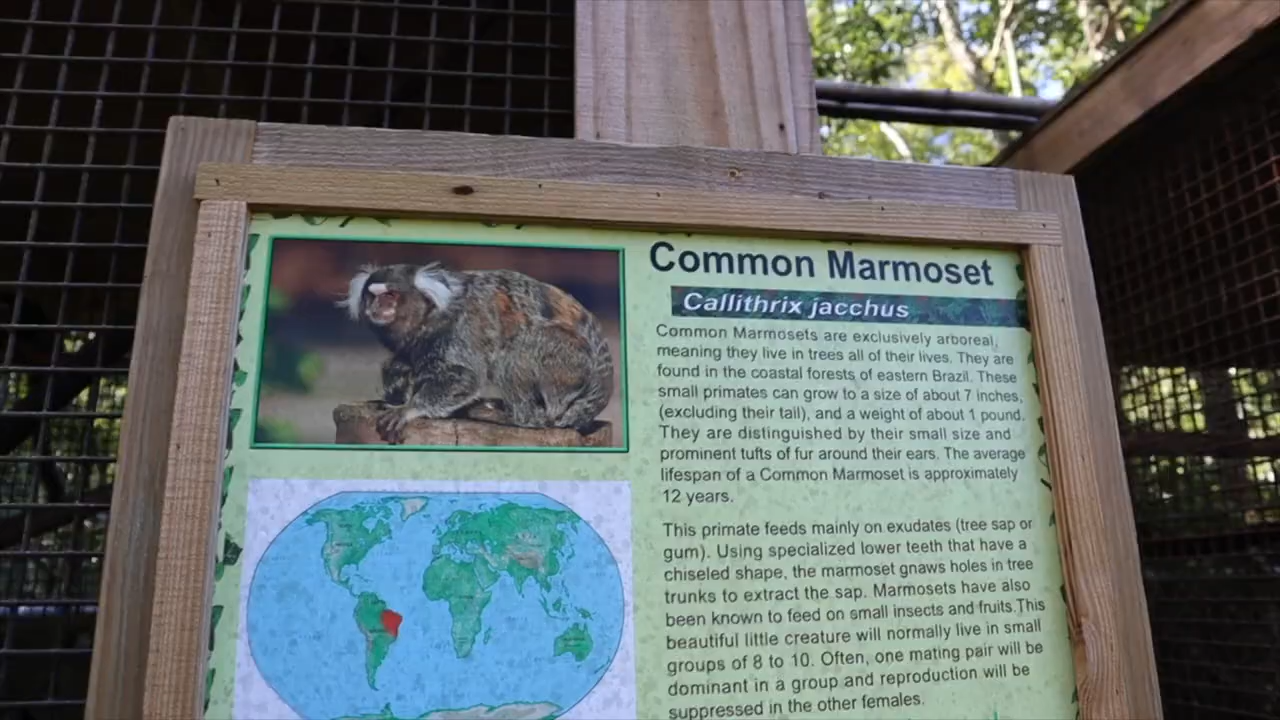 Common Marmoset
Callithrix jacchus
Common Marmosets are exclusively arboreal,
meaning they live in trees all of their lives. They are
found in the coastal forests of eastern Brazil. These
small primates can grow to a size of about 7 inches,
(excluding their tail), and a weight of about 1 pound.
They are distinguished by their small size and
prominent tufts of fur around their ears. The average
lifespan of a Common Marmoset is approximately
12 years.
This primate feeds mainly on exudates (tree sap or
gum). Using specialized lower teeth that have a
chiseled shape, the marmoset gnaws holes in tree
trunks to extract the sap. Marmosets have also
been known to feed on small insects and fruits.This
beautiful little creature will normally live in small
groups of 8 to 10. Often, one mating pair will be
dominant in a group and reproduction will be
suppressed in the other females.